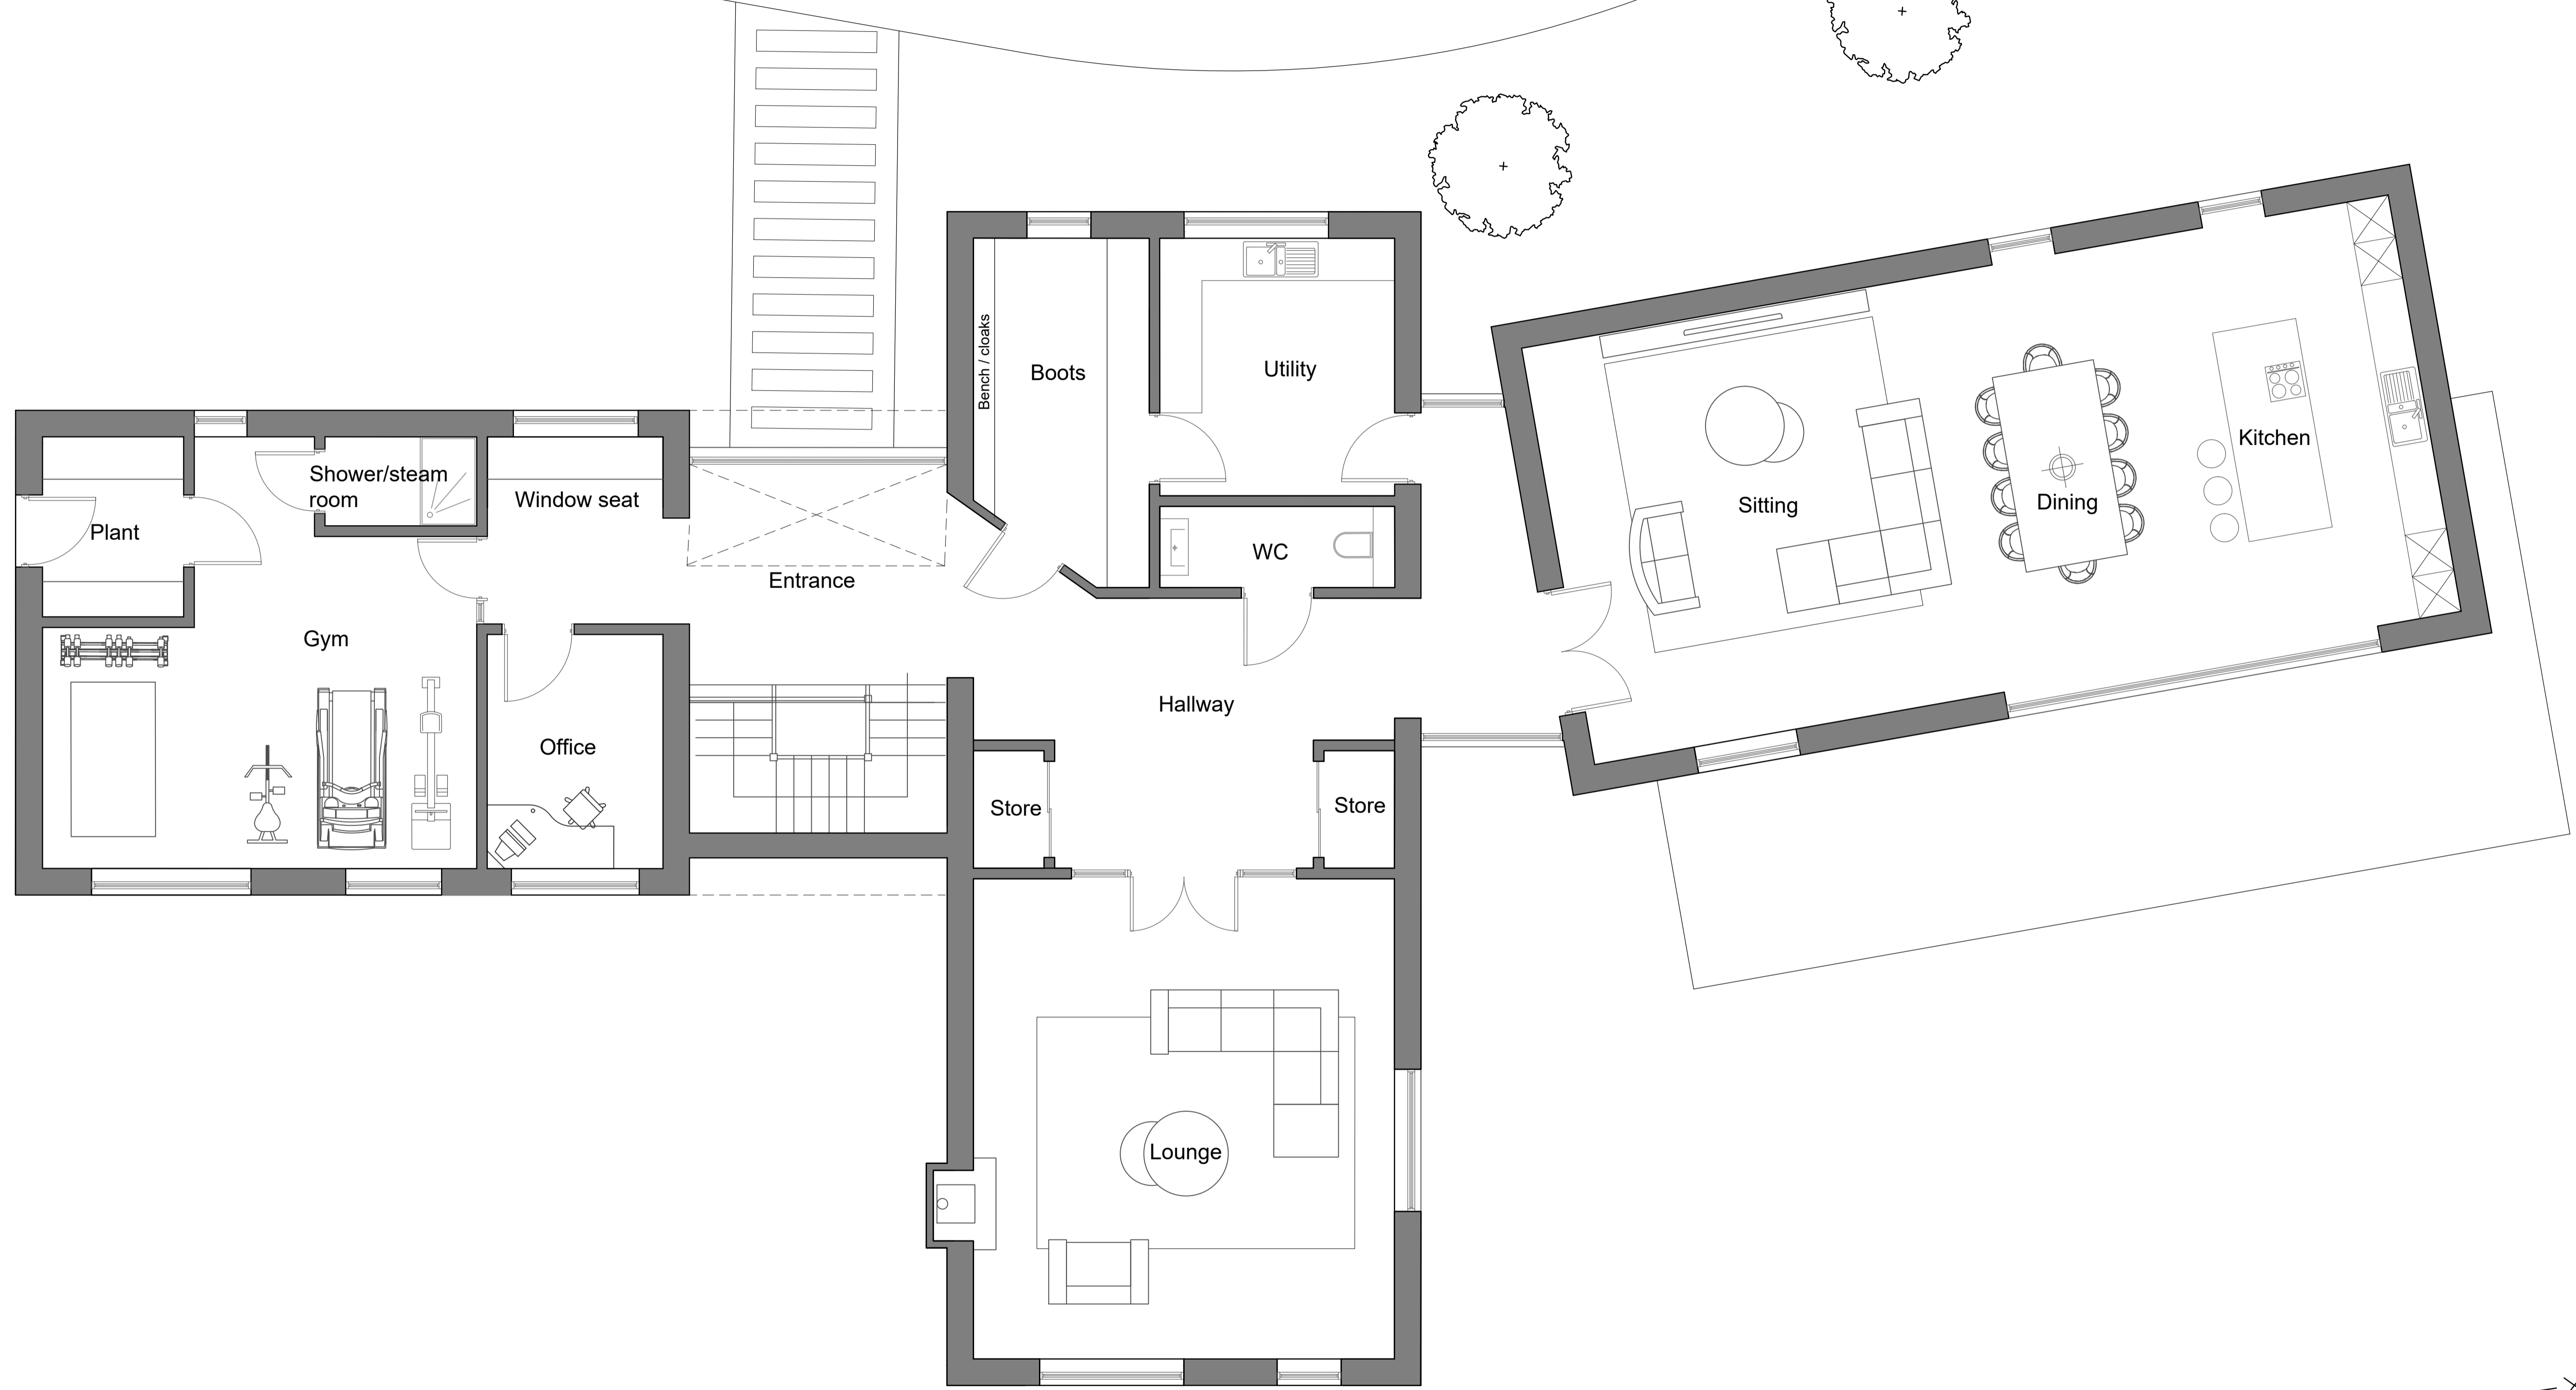 Bench / cloaks
Boots
Utility
Shower/steam
room
Window seat
Plant
Entrance
WC
Sitting
Dining
Kitchen
Gym
Hallway
Office
Store
Store
Lounge